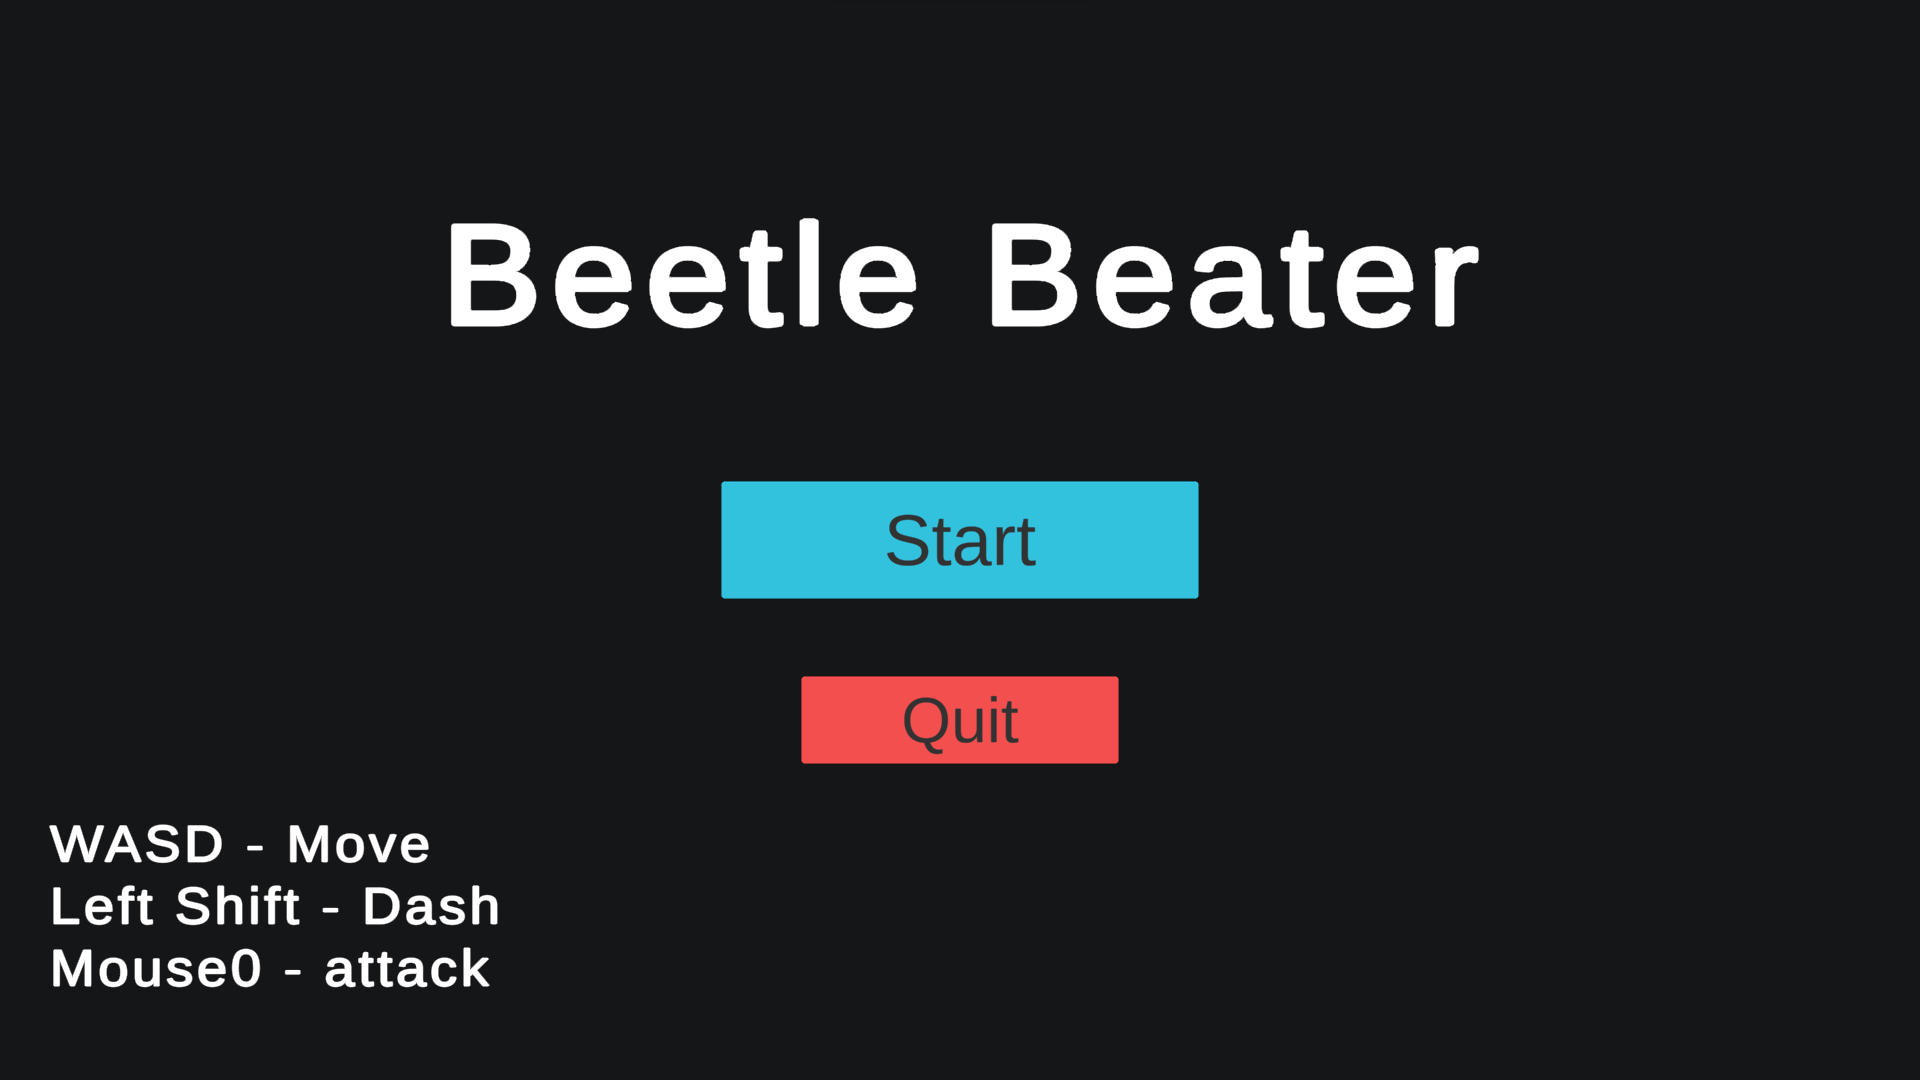 Beetle Beater
Start
Quit
WASD - Move
Left Shift - Dash
Mouse0 - attack